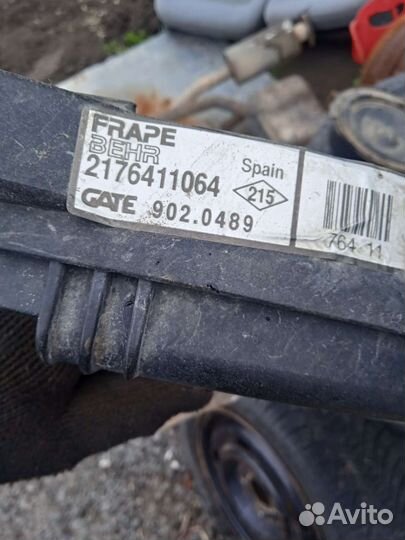 FRAPE
BEHR
2176411064
Spain
215
GATE 902.0489
764 11
Avito